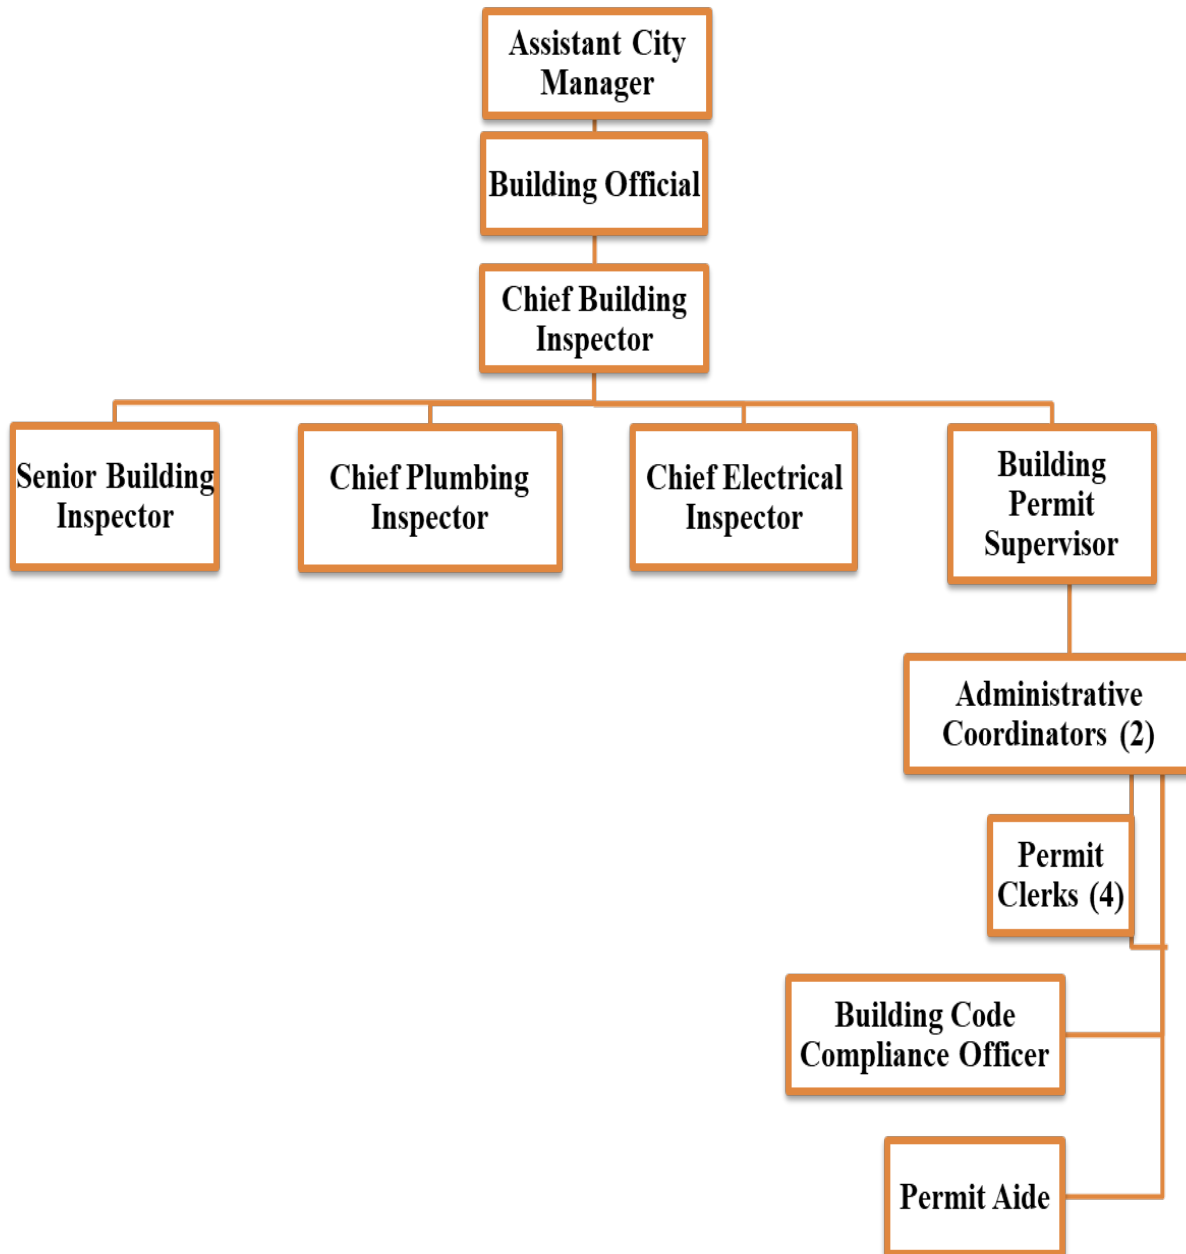 Assistant City
Manager
Building Official
Chief Building
Inspector
Senior Building
Inspector
Chief Plumbing
Inspector
Chief Electrical
Inspector
Building
Permit
Supervisor
Administrative
Coordinators (2)
Permit
Clerks (4)
Building Code
Compliance Officer
Permit Aide